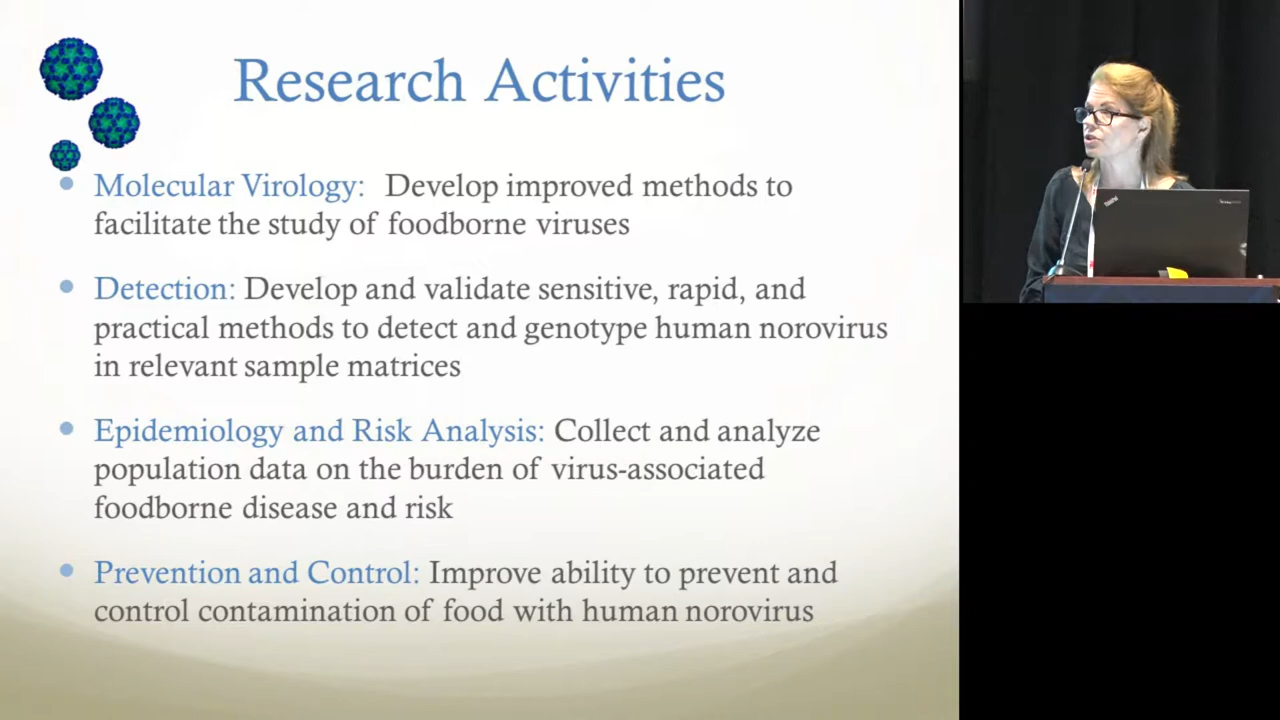 Research Activities
Molecular Virology: Develop improved methods to
facilitate the study of foodborne viruses
Detection: Develop and validate sensitive, rapid, and
practical methods to detect and genotype human norovirus
in relevant sample matrices
Epidemiology and Risk Analysis: Collect and analyze
population data on the burden of virus-associated
foodborne disease and risk
Prevention and Control: Improve ability to prevent and
control contamination of food with human norovirus
ThinkPad